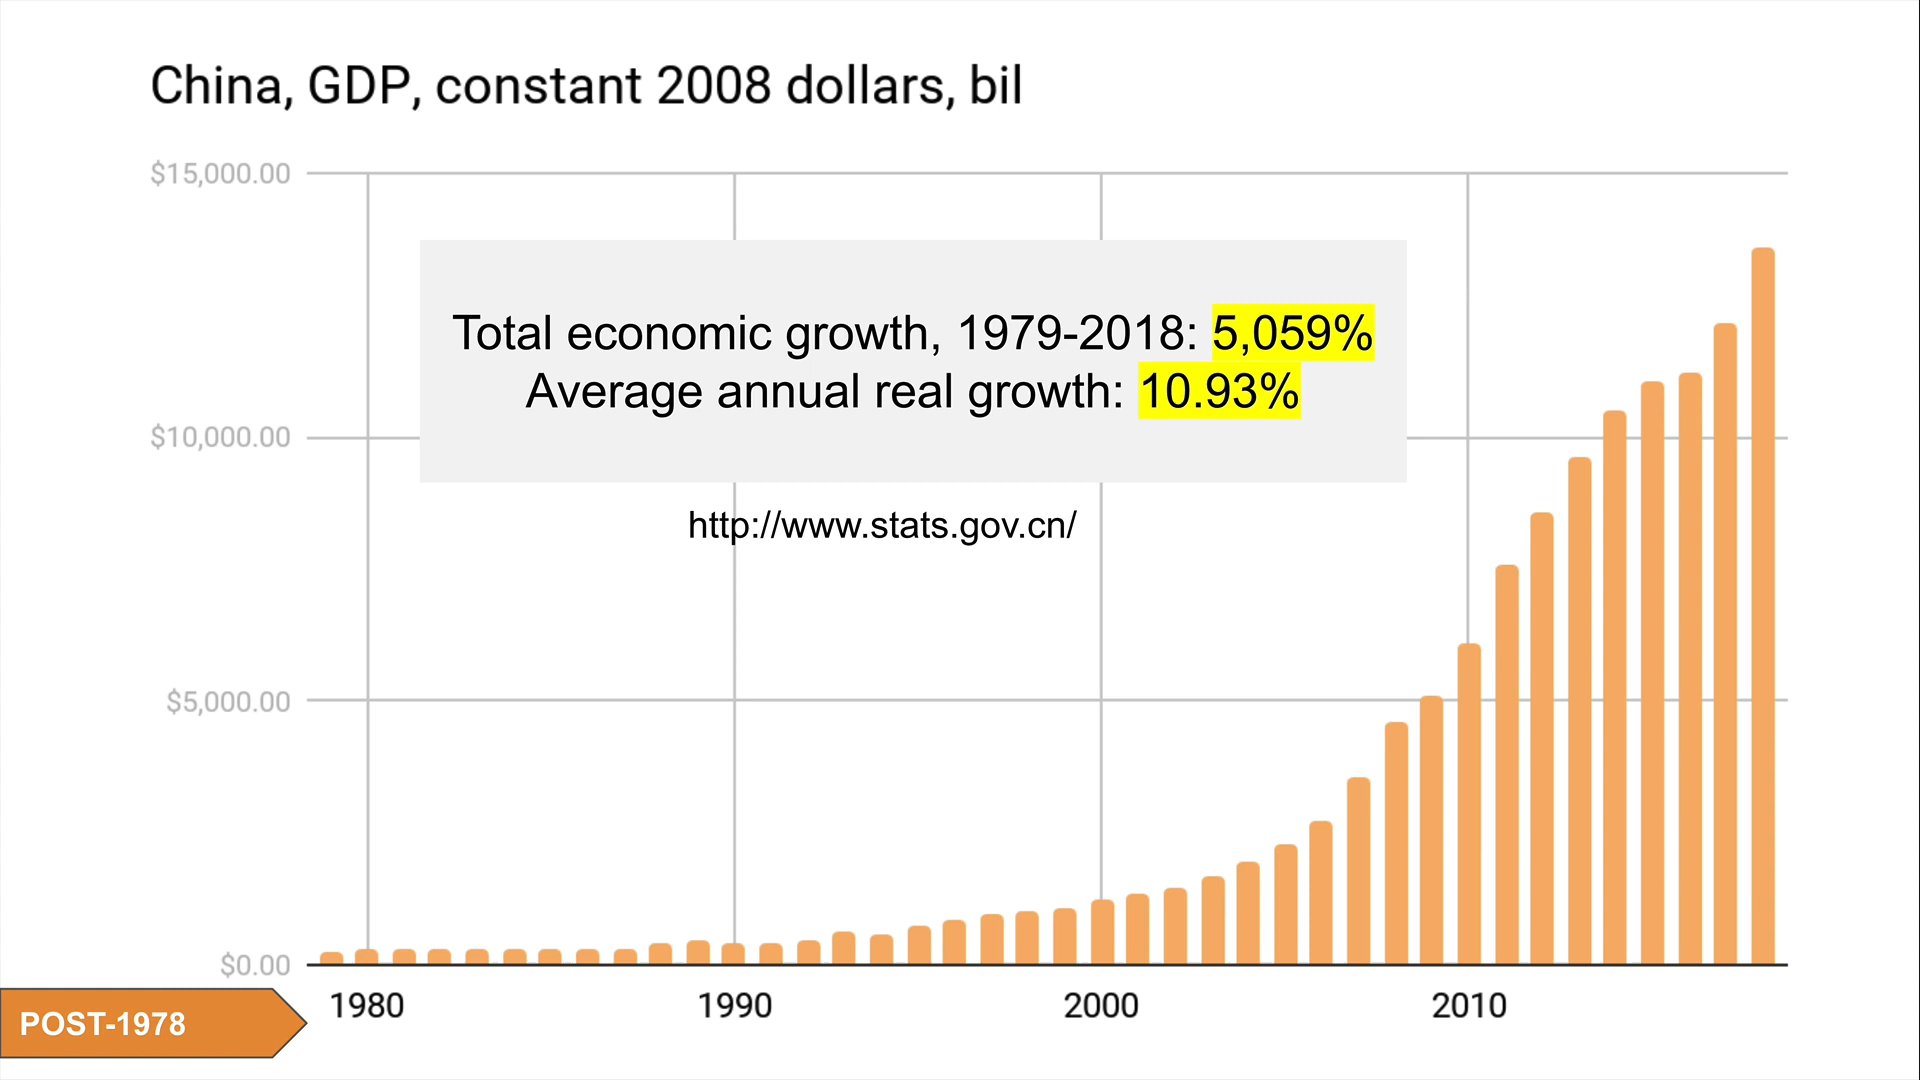 China, GDP, constant 2008 dollars, bil
$15,000.00
Total economic growth, 1979-2018: 5,059%
Average annual real growth: 10.93%
$10,000.00
http://www.stats.gov.cn/
$5,000.00
$0.00
1980 1990 2000 2010
POST-1978